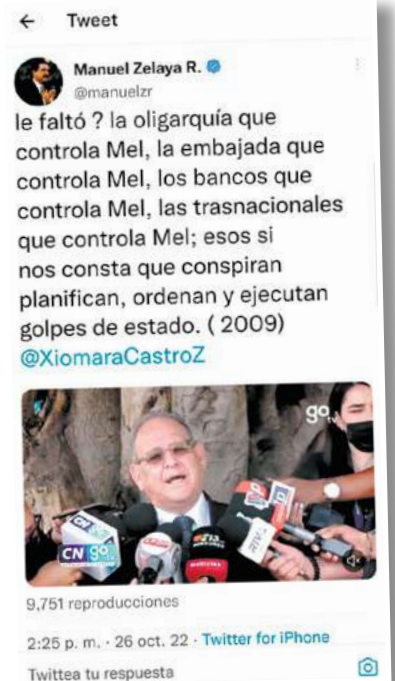 ← Tweet
Manuel Zelaya R.
@manuelzr
le faltó ? la oligarquía que
controla Mel, la embajada que
controla Mel, los bancos que
controla Mel, las trasnacionales
que controla Mel; esos si
nos consta que conspiran
planifican, ordenan y ejecutan
golpes de estado. ( 2009)
@XiomaraCastroZ
go
CN go
9,751 reproducciones
2:25 p. m. · 26 oct. 22 · Twitter for iPhone
Twittea tu respuesta